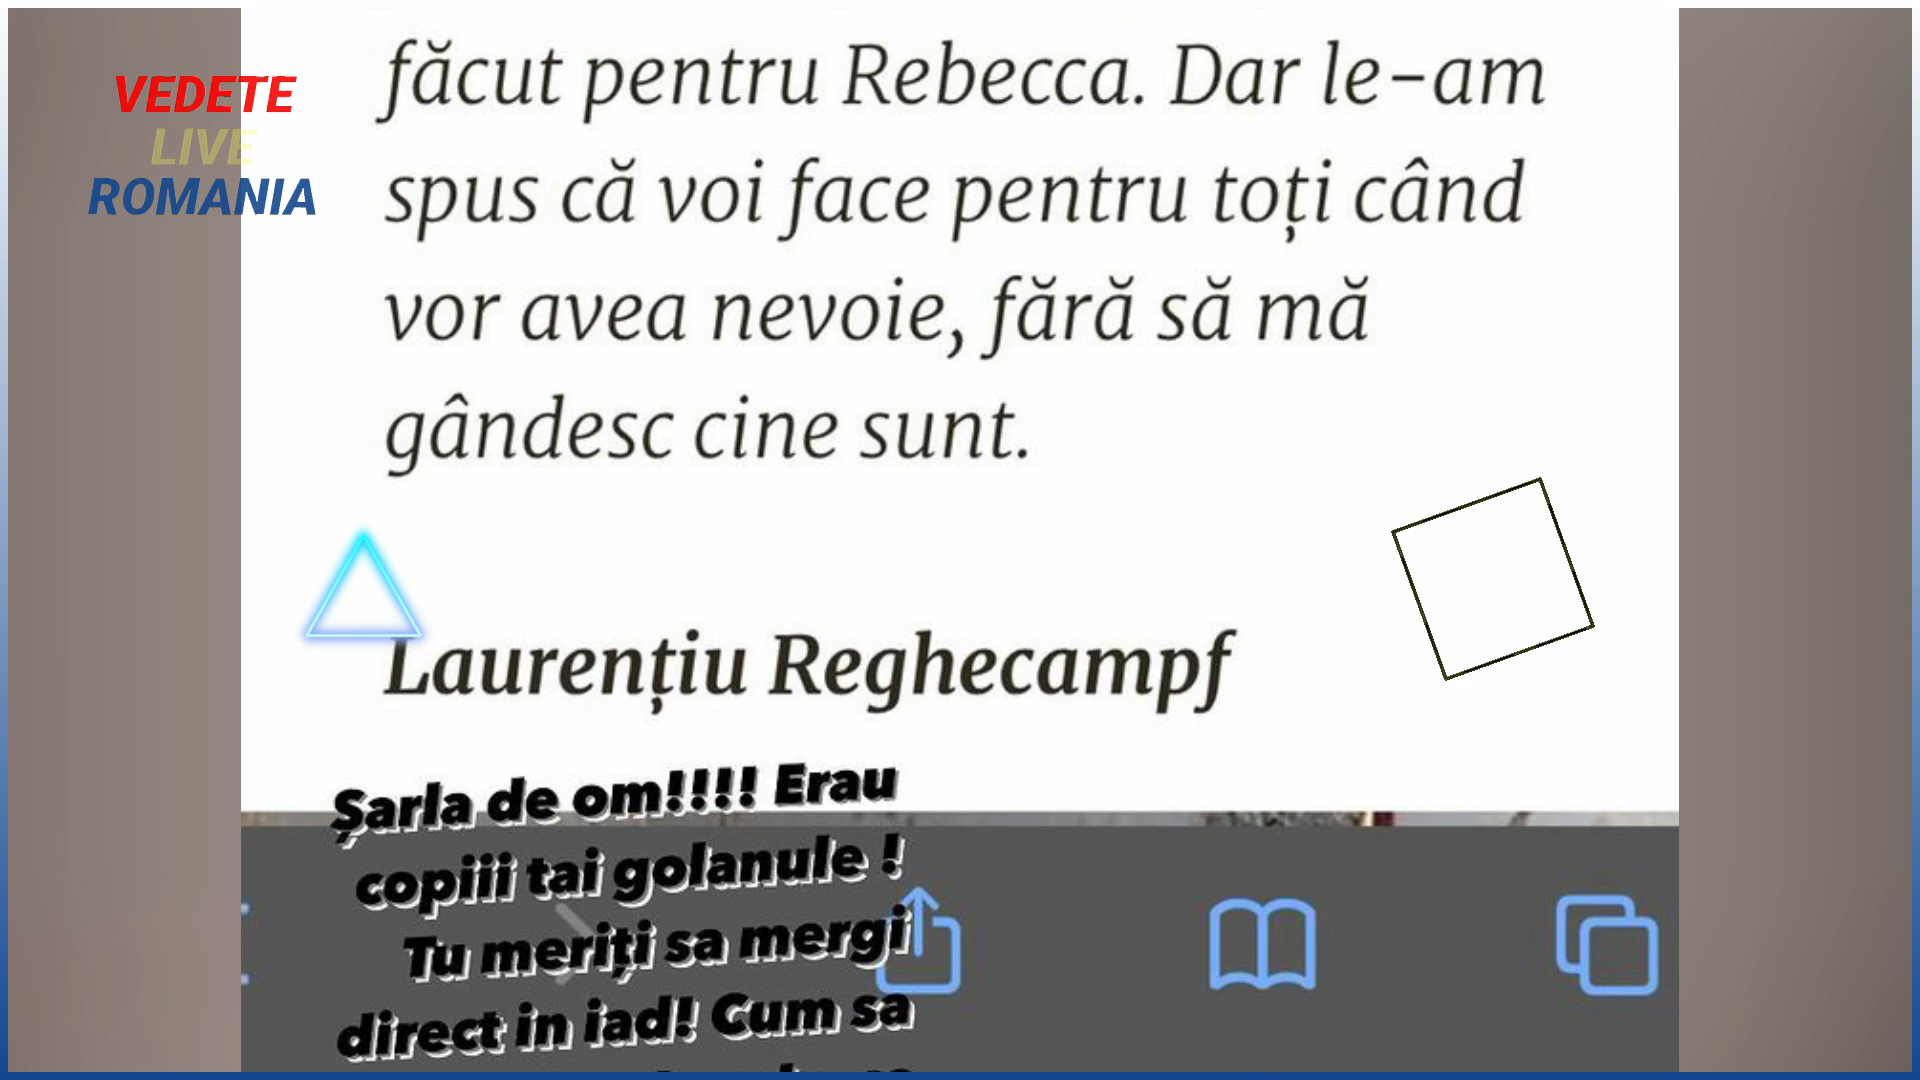 VEDETE
LIVE
ROMANIA
făcut pentru Rebecca. Dar le-am
spus că voi face pentru toți când
vor avea nevoie, fără să mă
gândesc cine sunt.
Laurențiu Reghecampf
Șarla de om!!!! Erau
copiii tai golanule !
Tu meriți sa mergi
direct in iad! Cum sa